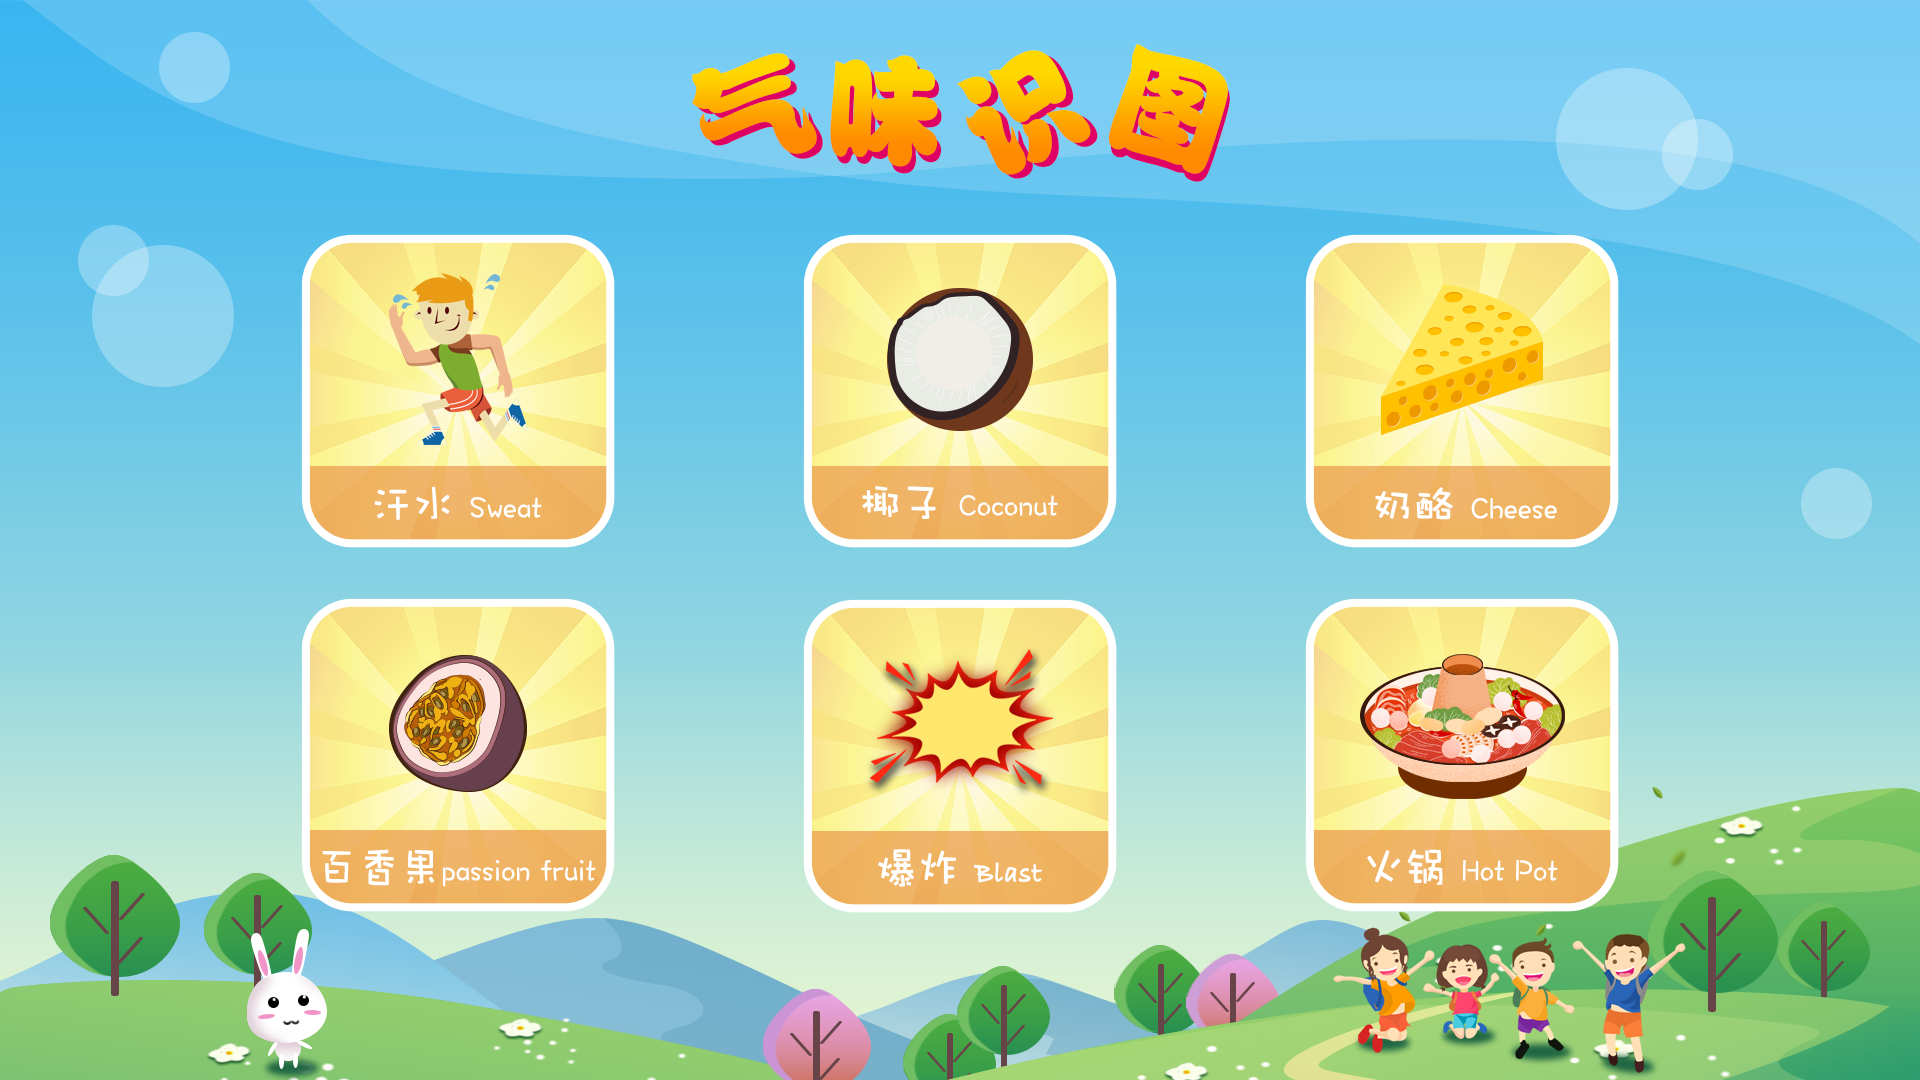 气味识图
汗水 Sweat
椰子 Coconut
奶酪 Cheese
百香果 passion fruit
爆炸 Blast
火锅 Hot Pot